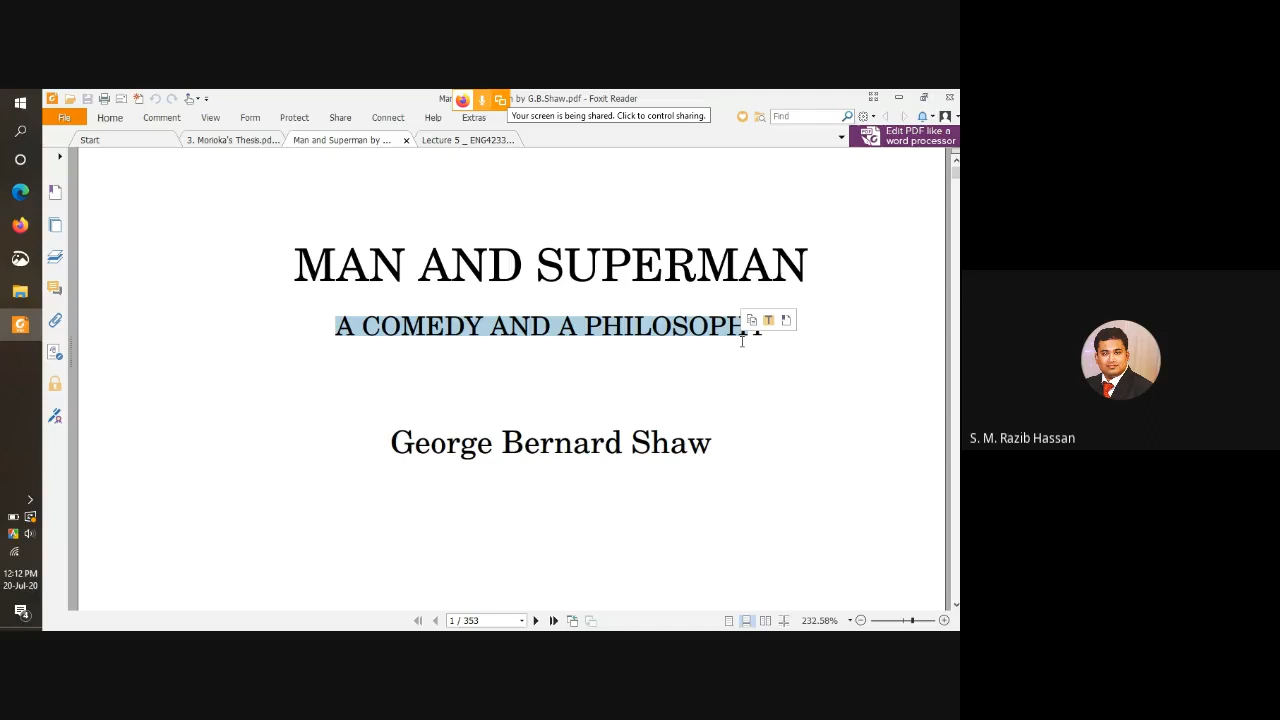 Man by G.B.Shaw.pdf - Foxit Reader
Your screen is being shared. Click to control sharing.
File Home Comment View Form Protect Share Connect Help Extras Find
Start 3. Morioka's Thesis.pd... Man and Superman by ... Lecture 5 _ ENG4233...
Edit PDF like a
word processor
MAN AND SUPERMAN
A COMEDY AND A PHILOSOPHY
George Bernard Shaw
S. M. Razib Hassan
12:12 PM
20-Jul-20
4
1 / 353
232.58%